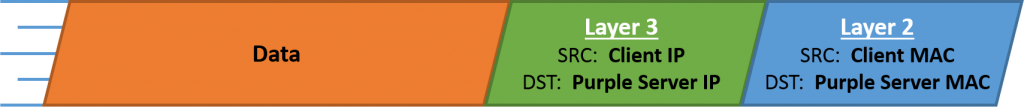 Data
Layer 3
SRC: Client IP
DST: Purple Server IP
Layer 2
SRC: Client MAC
DST: Purple Server MAC